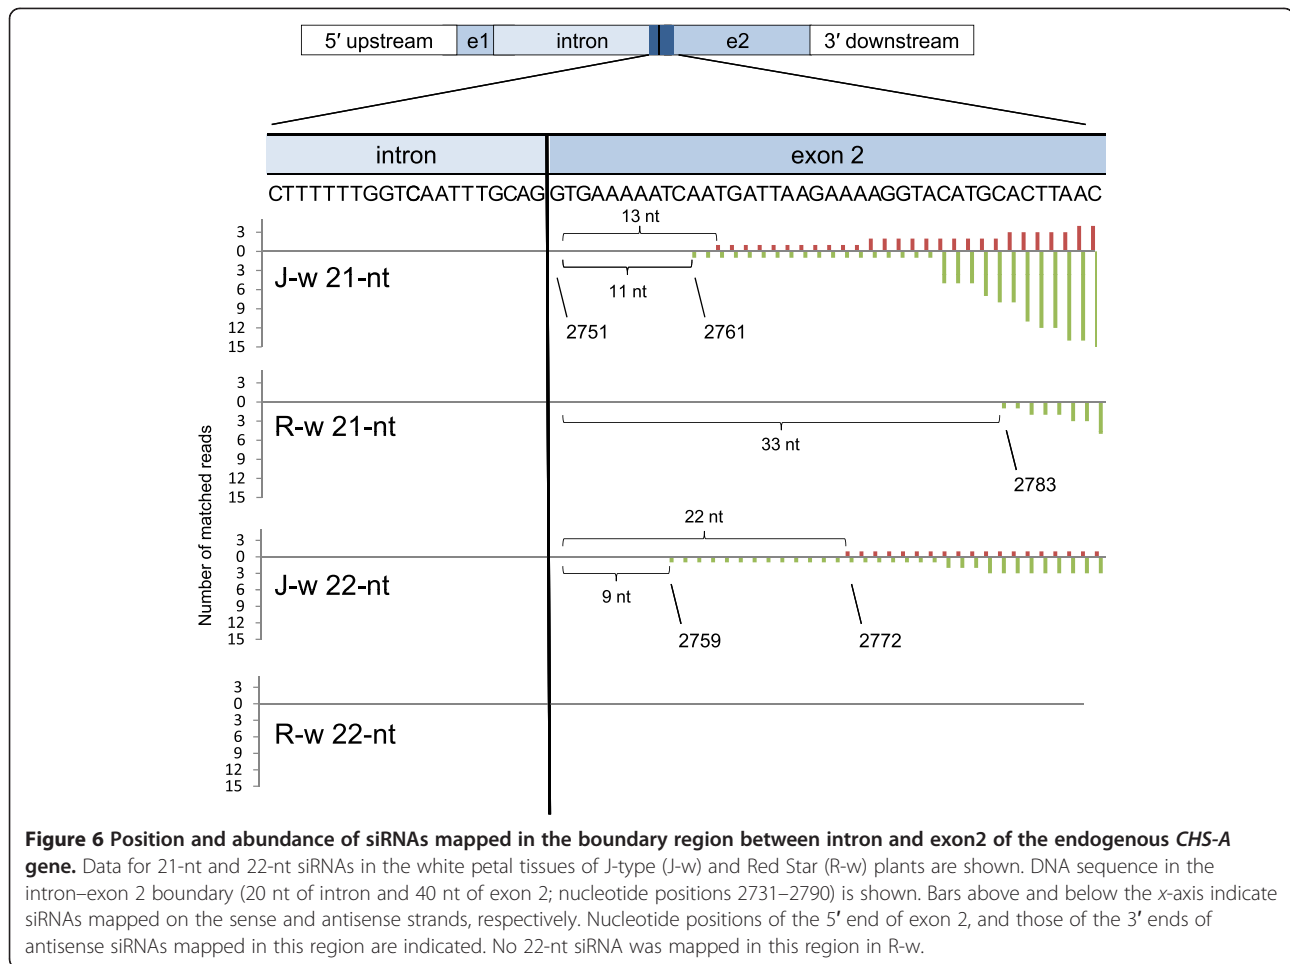 5′ upstream e1 intron e2 3′ downstream
intron exon 2
CTTTTTTGGTCAATTTGCAG GTGAAAAATCAATGATTAAGAAAAGGTACATGCACTTAAC
13 nt
3
0
3
6
9
12
15
J-w 21-nt
11 nt
2751
2761
3
0
3
6
9
12
15
R-w 21-nt
33 nt
2783
Number of matched reads
22 nt
3
0
3
6
9
12
15
J-w 22-nt
9 nt
2759
2772
3
0
3
6
9
12
15
R-w 22-nt
Figure 6 Position and abundance of siRNAs mapped in the boundary region between intron and exon2 of the endogenous CHS-A
gene. Data for 21-nt and 22-nt siRNAs in the white petal tissues of J-type (J-w) and Red Star (R-w) plants are shown. DNA sequence in the
intron–exon 2 boundary (20 nt of intron and 40 nt of exon 2; nucleotide positions 2731–2790) is shown. Bars above and below the x-axis indicate
siRNAs mapped on the sense and antisense strands, respectively. Nucleotide positions of the 5′ end of exon 2, and those of the 3′ ends of
antisense siRNAs mapped in this region are indicated. No 22-nt siRNA was mapped in this region in R-w.